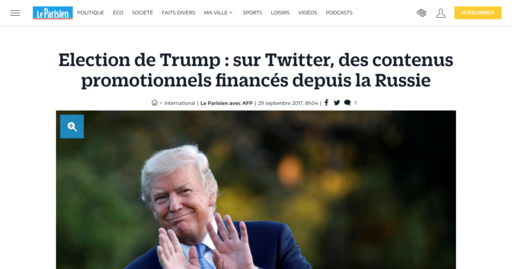 Le Parisien POLITIQUE ÉCO SOCIÉTÉ FAITS DIVERS MA VILLE SPORTS LOISIRS VIDÉOS PODCASTS M'ABONNER
Election de Trump : sur Twitter, des contenus
promotionnels financés depuis la Russie
> International | Le Parisien avec AFP | 29 septembre 2017, 8h04 | 1